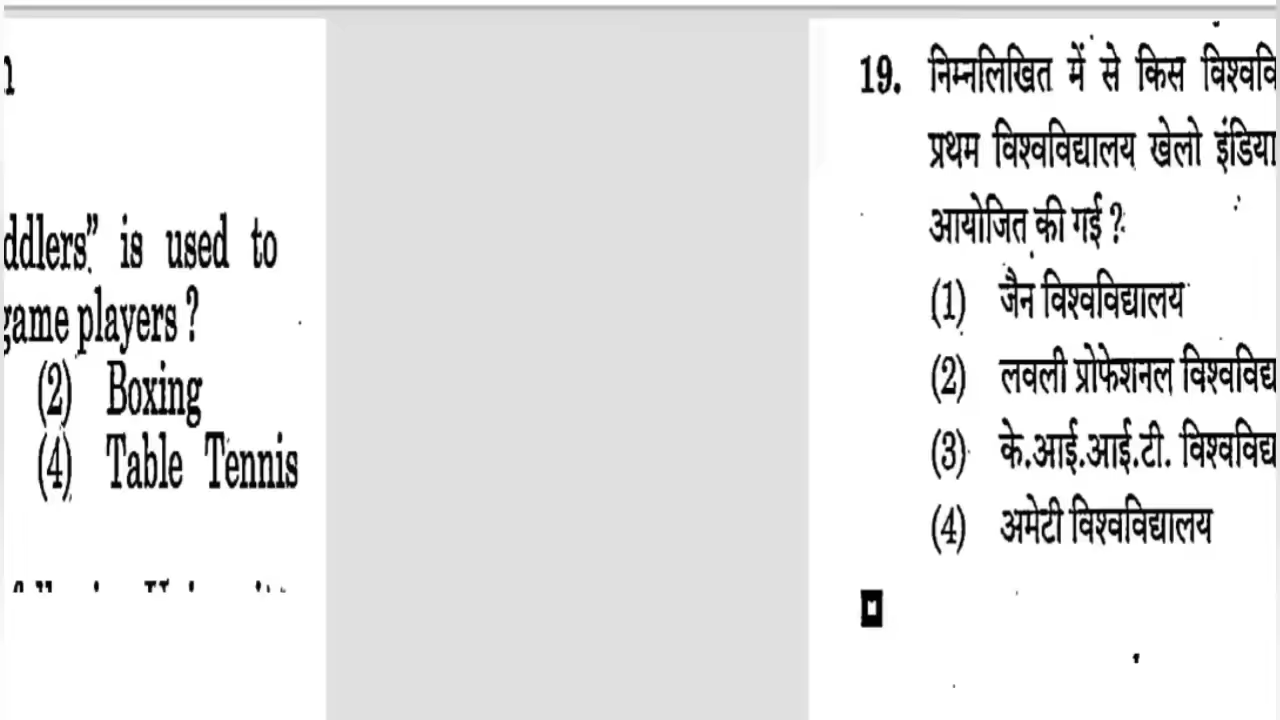 ddlers” is used to
game players ?
(2) Boxing
(4) Table Tennis
19. निम्नलिखित में से किस
प्रथम विश्वविद्यालय खेलो इंडिया
आयोजित की गई ?
(1) जैन विश्वविद्यालय
(2) लवली प्रोफेशनल
(3) के.आई.आई.टी.
(4) अमेटी विश्वविद्यालय